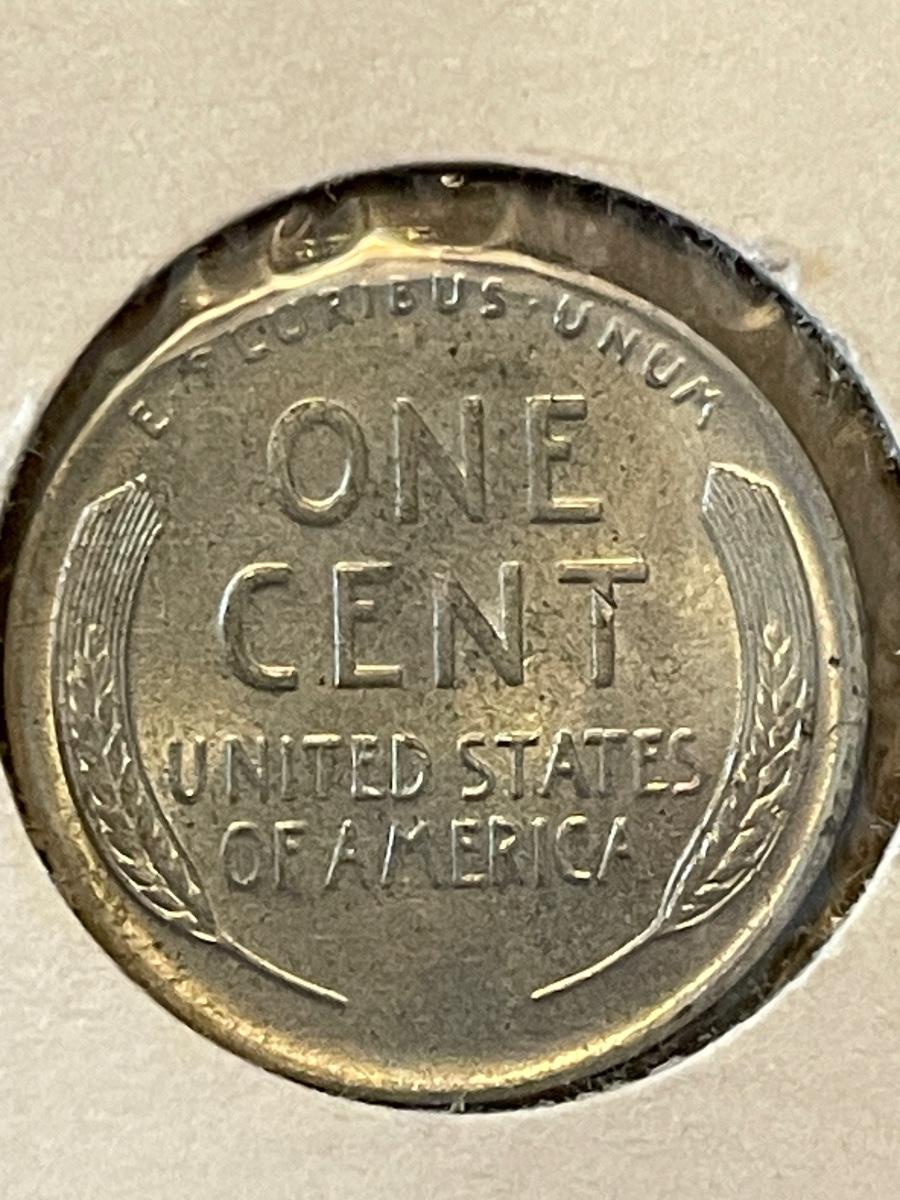 E PLURIBUS · UNUM
ONE
CENT
UNITED STATES
OF AMERICA